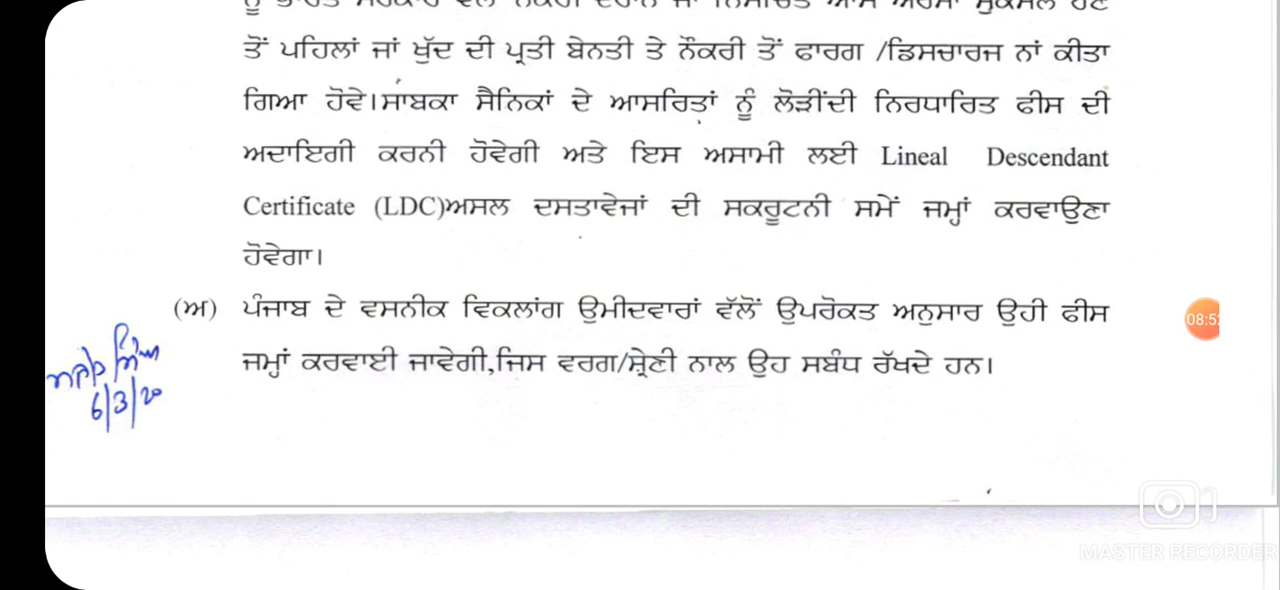 ਤੋਂ ਪਹਿਲਾਂ ਜਾਂ ਖੁੱਦ ਦੀ ਪ੍ਰਤੀ ਬੇਨਤੀ ਤੇ ਨੌਕਰੀ ਤੋਂ ਫਾਰਗ /ਡਿਸਚਾਰਜ ਨਾਂ ਕੀਤਾ
ਗਿਆ ਹੋਵੇ।ਸਾਬਕਾ ਸੈਨਿਕਾਂ ਦੇ ਆਸਰਿਤਾਂ ਨੂੰ ਲੋੜੀਂਦੀ ਨਿਰਧਾਰਿਤ ਫੀਸ ਦੀ
ਅਦਾਇਗੀ ਕਰਨੀ ਹੋਵੇਗੀ ਅਤੇ ਇਸ ਅਸਾਮੀ ਲਈ Lineal Descendant
Certificate (LDC)ਅਸਲ ਦਸਤਾਵੇਜਾਂ ਦੀ ਸਕਰੂਟਨੀ ਸਮੇਂ ਜਮ੍ਹਾਂ ਕਰਵਾਉਣਾ
ਹੋਵੇਗਾ।
(ਅ) ਪੰਜਾਬ ਦੇ ਵਸਨੀਕ ਵਿਕਲਾਂਗ ਉਮੀਦਵਾਰਾਂ ਵੱਲੋਂ ਉਪਰੋਕਤ ਅਨੁਸਾਰ ਉਹੀ ਫੀਸ
ਜਮ੍ਹਾਂ ਕਰਵਾਈ ਜਾਵੇਗੀ,ਜਿਸ ਵਰਗ/ਸ਼੍ਰੇਣੀ ਨਾਲ ਉਹ ਸਬੰਧ ਰੱਖਦੇ ਹਨ।
6/3/20
08:5
MASTER RECORDER